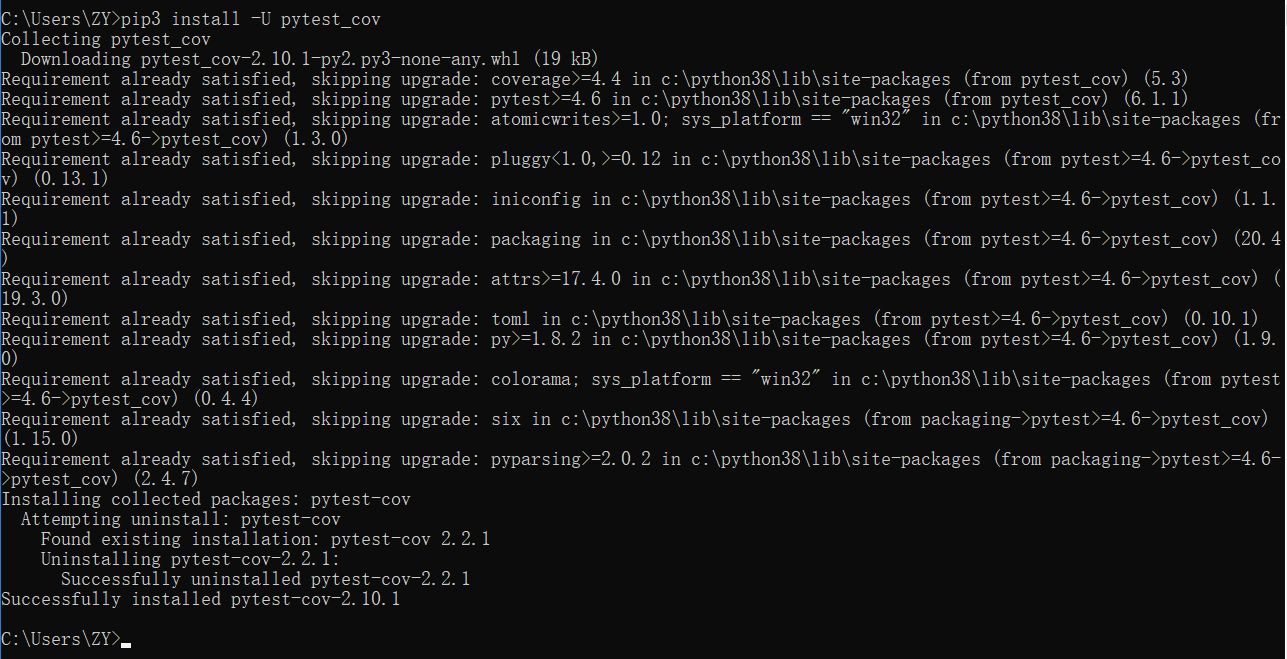 C:\Users\ZY>pip3 install -U pytest_cov
Collecting pytest_cov
  Downloading pytest_cov-2.10.1-py2.py3-none-any.whl (19 kB)
Requirement already satisfied, skipping upgrade: coverage>=4.4 in c:\python38\lib\site-packages (from pytest_cov) (5.3)
Requirement already satisfied, skipping upgrade: pytest>=4.6 in c:\python38\lib\site-packages (from pytest_cov) (6.1.1)
Requirement already satisfied, skipping upgrade: atomicwrites>=1.0; sys_platform == "win32" in c:\python38\lib\site-packages (fr
om pytest>=4.6->pytest_cov) (1.3.0)
Requirement already satisfied, skipping upgrade: pluggy<1.0,>=0.12 in c:\python38\lib\site-packages (from pytest>=4.6->pytest_co
v) (0.13.1)
Requirement already satisfied, skipping upgrade: iniconfig in c:\python38\lib\site-packages (from pytest>=4.6->pytest_cov) (1.1.
1)
Requirement already satisfied, skipping upgrade: packaging in c:\python38\lib\site-packages (from pytest>=4.6->pytest_cov) (20.4
)
Requirement already satisfied, skipping upgrade: attrs>=17.4.0 in c:\python38\lib\site-packages (from pytest>=4.6->pytest_cov) (
19.3.0)
Requirement already satisfied, skipping upgrade: toml in c:\python38\lib\site-packages (from pytest>=4.6->pytest_cov) (0.10.1)
Requirement already satisfied, skipping upgrade: py>=1.8.2 in c:\python38\lib\site-packages (from pytest>=4.6->pytest_cov) (1.9.
0)
Requirement already satisfied, skipping upgrade: colorama; sys_platform == "win32" in c:\python38\lib\site-packages (from pytest
>=4.6->pytest_cov) (0.4.4)
Requirement already satisfied, skipping upgrade: six in c:\python38\lib\site-packages (from packaging->pytest>=4.6->pytest_cov)
(1.15.0)
Requirement already satisfied, skipping upgrade: pyparsing>=2.0.2 in c:\python38\lib\site-packages (from packaging->pytest>=4.6-
>pytest_cov) (2.4.7)
Installing collected packages: pytest-cov
  Attempting uninstall: pytest-cov
    Found existing installation: pytest-cov 2.2.1
    Uninstalling pytest-cov-2.2.1:
      Successfully uninstalled pytest-cov-2.2.1
Successfully installed pytest-cov-2.10.1
C:\Users\ZY>